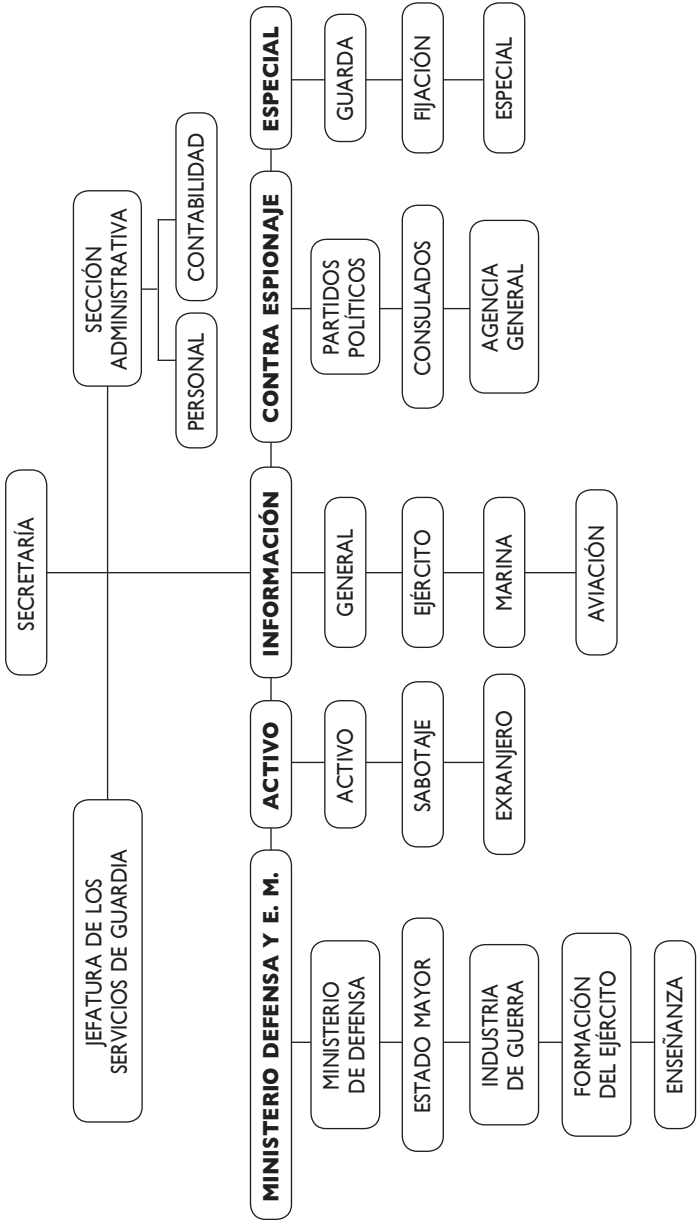 SECRETARÍA
JEFATURA DE LOS
SERVICIOS DE GUARDIA
SECCIÓN
ADMINISTRATIVA
PERSONAL
CONTABILIDAD
MINISTERIO DEFENSA Y E. M.
ACTIVO
INFORMACIÓN
CONTRA ESPIONAJE
ESPECIAL
MINISTERIO
DE DEFENSA
ESTADO MAYOR
INDUSTRIA
DE GUERRA
FORMACIÓN
DEL EJÉRCITO
ENSEÑANZA
ACTIVO
SABOTAJE
EXRANJERO
GENERAL
EJÉRCITO
MARINA
AVIACIÓN
PARTIDOS
POLÍTICOS
CONSULADOS
AGENCIA
GENERAL
GUARDA
FIJACIÓN
ESPECIAL